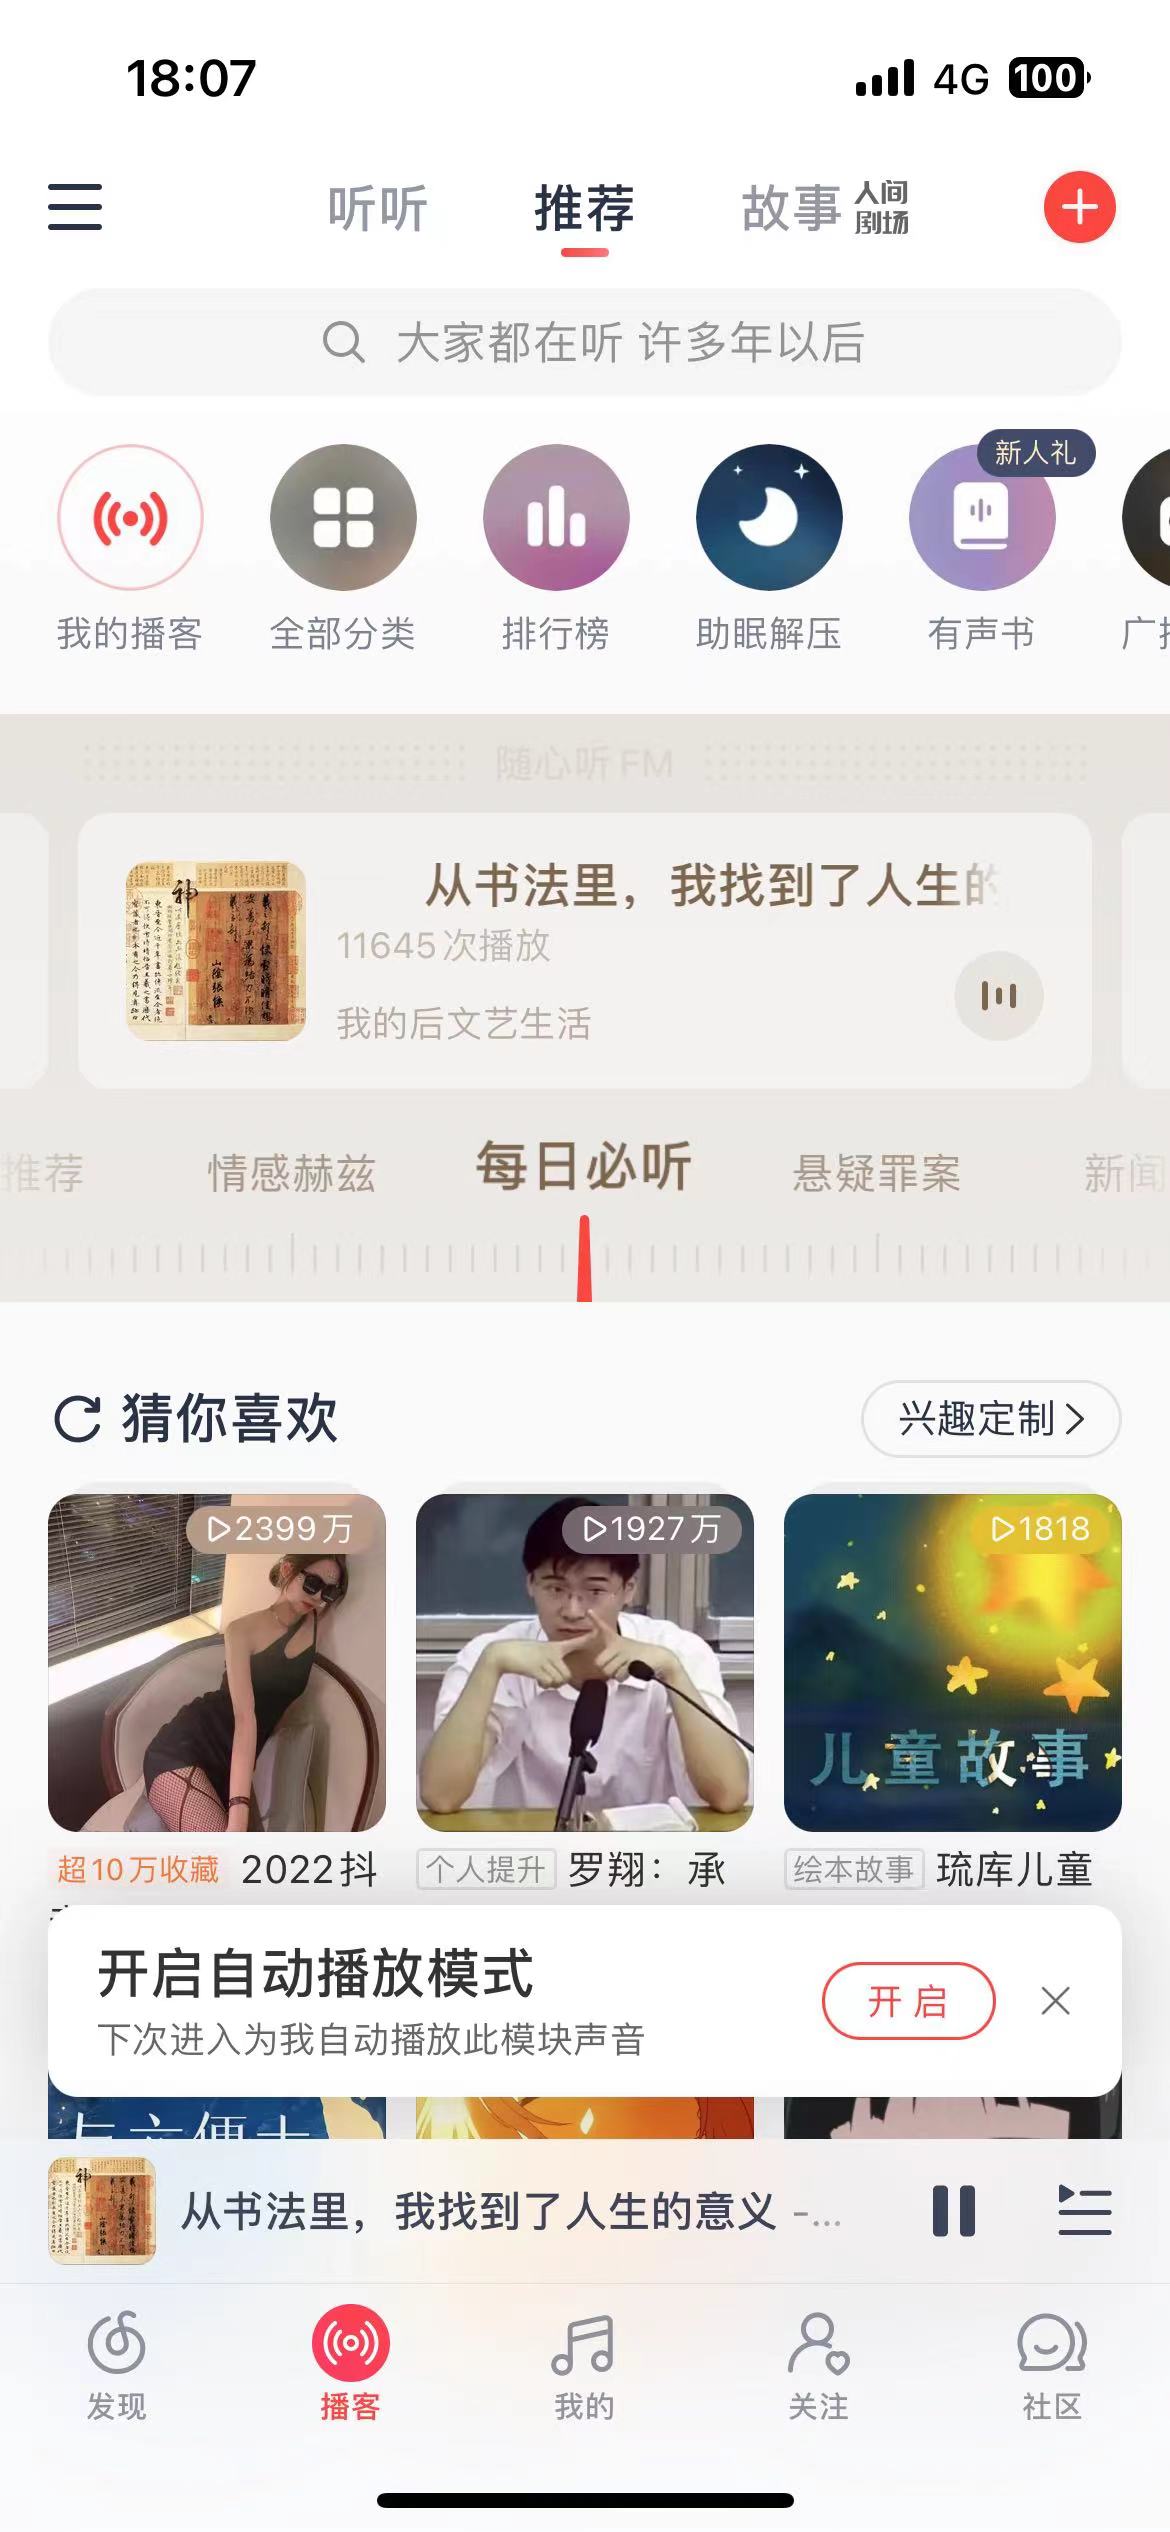 18:07
4G
100
听听
推荐
故事
人间
剧场
大家都在听 许多年以后
新人礼
我的播客
全部分类
排行榜
助眠解压
有声书
随心听 FM
从书法里，我找到了人生的
11645次播放
我的后文艺生活
推荐
情感赫兹
每日必听
悬疑罪案
新闻
猜你喜欢
兴趣定制
2399万
1927万
1818
儿童故事
超10万收藏 2022抖
个人提升 罗翔：承
绘本故事 琉库儿童
开启自动播放模式
下次进入为我自动播放此模块声音
开启
从书法里，我找到了人生的意义 -...
发现
播客
我的
关注
社区